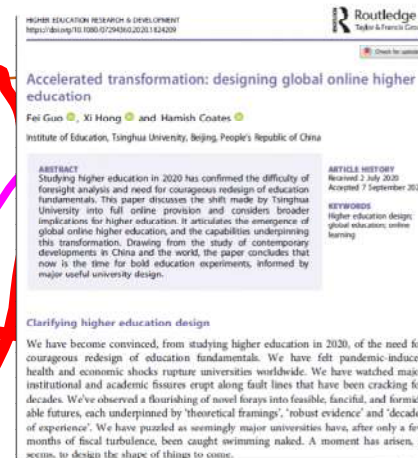 HIGHER EDUCATION RESEARCH & DEVELOPMENT
https://doi.org/10.1080/07294360.2020.1824209
Routledge
Taylor & Francis Group
Check for updates
Accelerated transformation: designing global online higher
education
Fei Guo, Xi Hong and Hamish Coates
Institute of Education, Tsinghua University, Beijing, People's Republic of China
ABSTRACT
Studying higher education in 2020 has confirmed the difficulty of
foresight analysis and need for courageous redesign of education
fundamentals. This paper discusses the shift made by Tsinghua
University into full online provision and considers broader
implications for higher education. It articulates the emergence of
global online higher education, and the capabilities underpinning
this transformation. Drawing from the study of contemporary
developments in China and the world, the paper concludes that
now is the time for bold education experiments, informed by
major useful university design.
ARTICLE HISTORY
Received 2 July 2020
Accepted 7 September 202
KEYWORDS
Higher education design;
global education; online
learning
Clarifying higher education design
We have become convinced, from studying higher education in 2020, of the need fo
courageous redesign of education fundamentals. We have felt pandemic-induce
health and economic shocks rupture universities worldwide. We have watched majo
institutional and academic fissures erupt along fault lines that have been cracking fo
decades. We've observed a flourishing of novel forays into feasible, fanciful, and formid
able futures, each underpinned by 'theoretical framings', 'robust evidence' and 'decade
of experience'. We have puzzled as seemingly major universities have, after only a few
months of fiscal turbulence, been caught swimming naked. A moment has arisen,
seems, to design the shape of things to come.